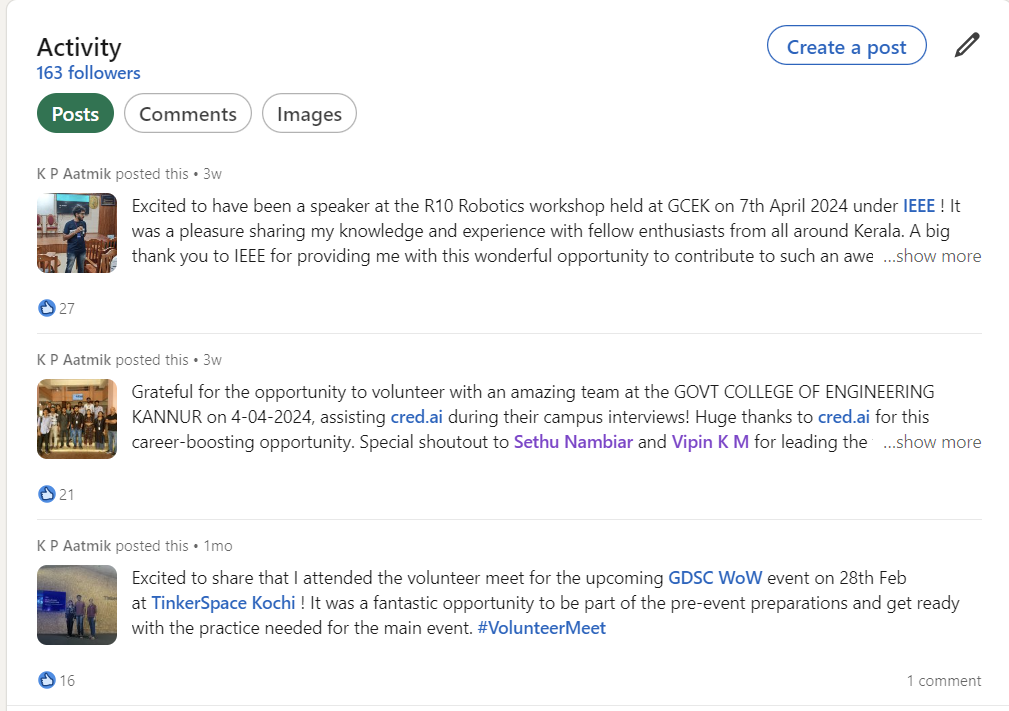 Activity
163 followers
Create a post
Posts
Comments
Images
K P Aatmik posted this • 3w
Excited to have been a speaker at the R10 Robotics workshop held at GCEK on 7th April 2024 under IEEE ! It
was a pleasure sharing my knowledge and experience with fellow enthusiasts from all around Kerala. A big
thank you to IEEE for providing me with this wonderful opportunity to contribute to such an awe ...show more
27
K P Aatmik posted this • 3w
Grateful for the opportunity to volunteer with an amazing team at the GOVT COLLEGE OF ENGINEERING
KANNUR on 4-04-2024, assisting cred.ai during their campus interviews! Huge thanks to cred.ai for this
career-boosting opportunity. Special shoutout to Sethu Nambiar and Vipin K M for leading the ...show more
21
K P Aatmik posted this • 1mo
Excited to share that I attended the volunteer meet for the upcoming GDSC WoW event on 28th Feb
at TinkerSpace Kochi ! It was a fantastic opportunity to be part of the pre-event preparations and get ready
with the practice needed for the main event. #VolunteerMeet
16
1 comment